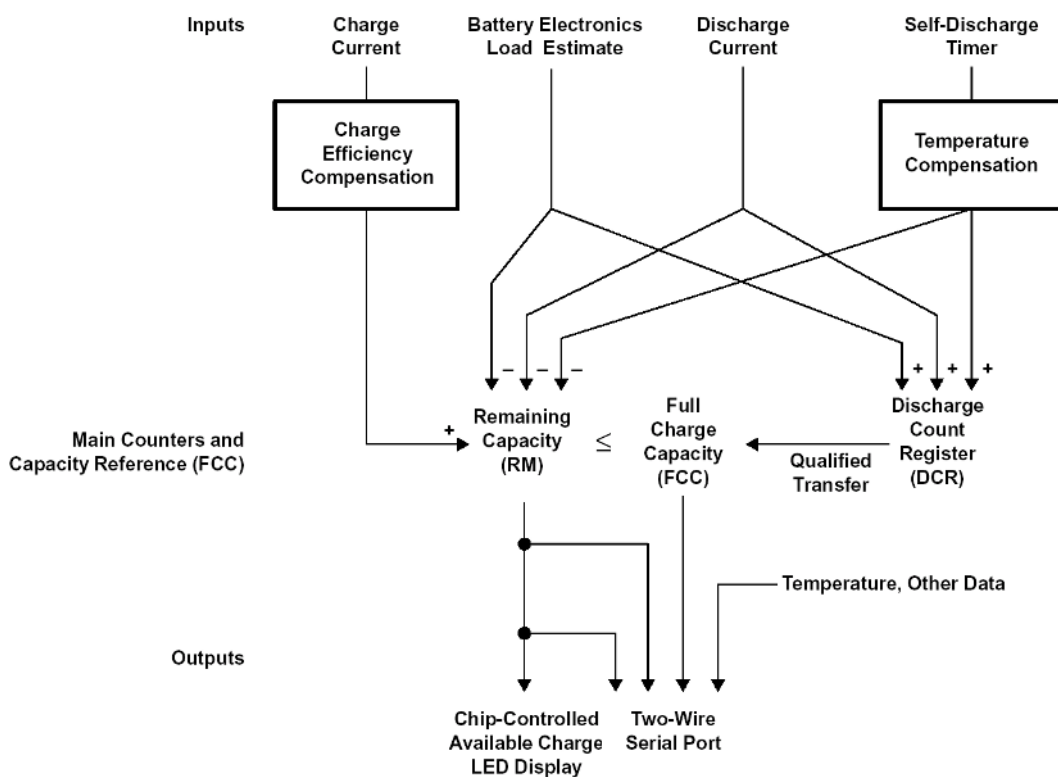 Inputs
Charge
Current
Battery Electronics
Load Estimate
Discharge
Current
Self-Discharge
Timer
Charge
Efficiency
Compensation
Temperature
Compensation
– – –
+ + +
Main Counters and
Capacity Reference (FCC)
+
Remaining
Capacity
(RM)
≤
Full
Charge
Capacity
(FCC)
Qualified
Transfer
Discharge
Count
Register
(DCR)
Temperature, Other Data
Outputs
Chip-Controlled
Available Charge
LED Display
Two-Wire
Serial Port